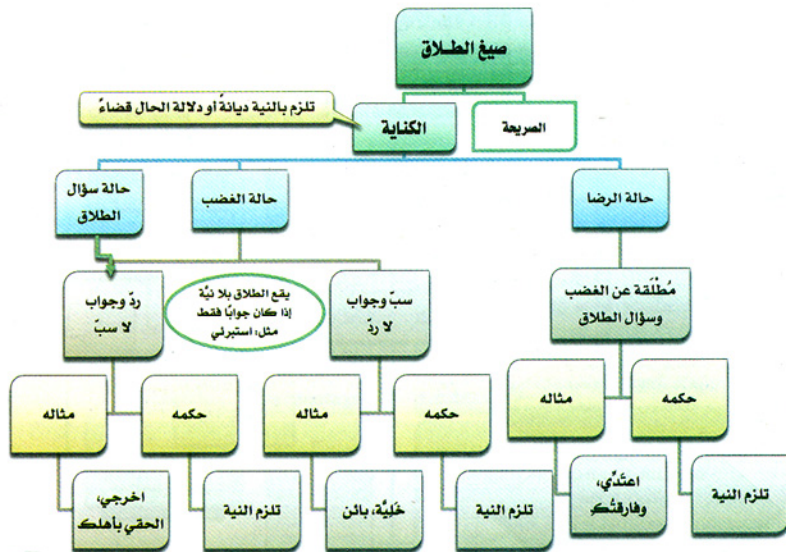 صيغ الطلاق
الصريحة
الكناية
تلزم بالنية ديانةً أو دلالة الحال قضاءً
حالة الرضا
حالة الغضب
حالة سؤال
الطلاق
مُطْلَقة عن الغضب
وسؤال الطلاق
سبّ وجواب
لا ردّ
يقع الطلاق بلا نيَّة
إذا كان جوابًا فقط
مثل: استبرئي
ردّ وجواب
لا سبّ
حكمه
مثاله
حكمه
مثاله
حكمه
مثاله
تلزم النية
اعتَدِّي،
وفارقتُكِ
تلزم النية
خَلِيَّة، بائن
تلزم النية
اخرجي،
الحقي بأهلك